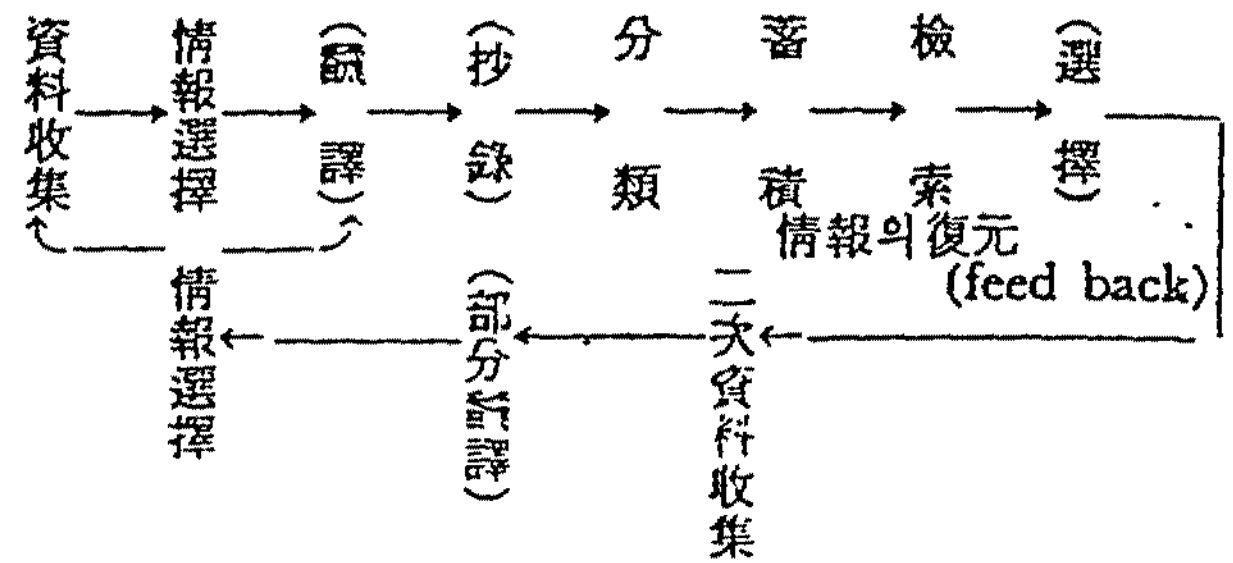 資料收集
情報選擇
(飜譯)
(抄錄)
分類
蓄積
檢索
(選擇)
情報의 復元
(feed back)
二次資料收集
(部分飜譯)
情報選擇